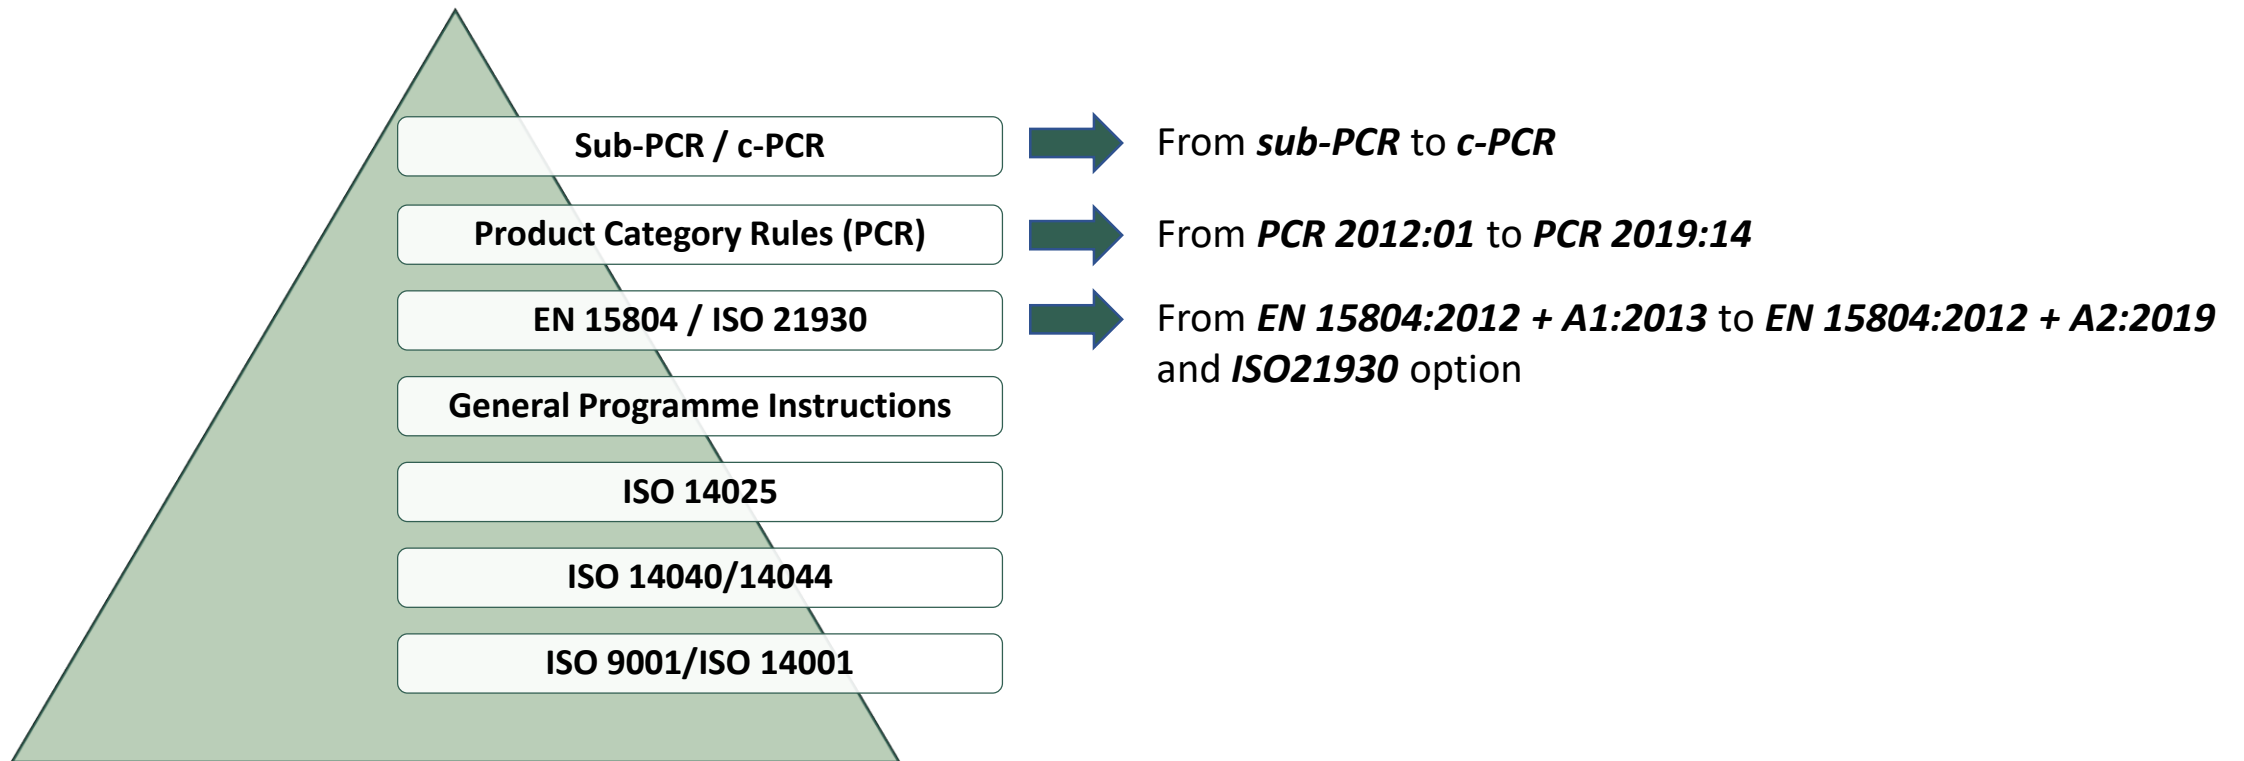 Sub-PCR / c-PCR
From sub-PCR to c-PCR
Product Category Rules (PCR)
From PCR 2012:01 to PCR 2019:14
EN 15804 / ISO 21930
From EN 15804:2012 + A1:2013 to EN 15804:2012 + A2:2019
and ISO21930 option
General Programme Instructions
ISO 14025
ISO 14040/14044
ISO 9001/ISO 14001